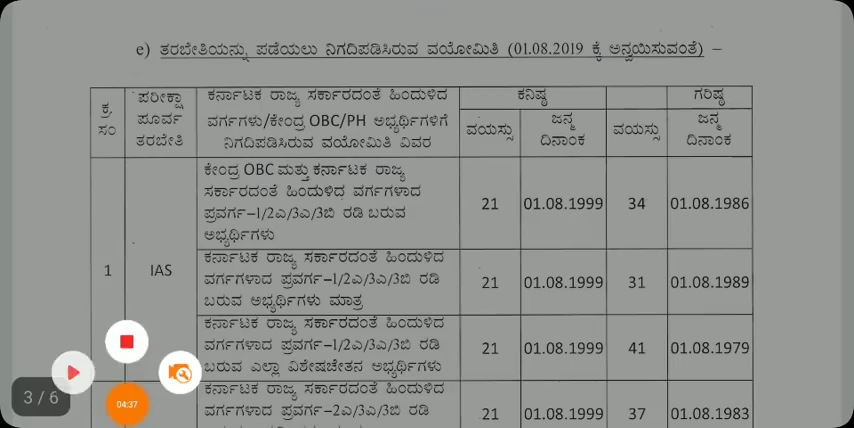 e) ತರಬೇತಿಯನ್ನು ಪಡೆಯಲು ನಿಗದಿಪಡಿಸಿರುವ ವಯೋಮಿತಿ (01.08.2019 ಕ್ಕೆ ಅನ್ವಯಿಸುವಂತೆ) –
ಕ್ರ. ಸಂ
ಪರೀಕ್ಷಾ ಪೂರ್ವ ತರಬೇತಿ
ಕರ್ನಾಟಕ ರಾಜ್ಯ ಸರ್ಕಾರದಂತೆ ಹಿಂದುಳಿದ
ವರ್ಗಗಳು/ಕೇಂದ್ರ OBC/PH ಅಭ್ಯರ್ಥಿಗಳಿಗೆ
ನಿಗದಿಪಡಿಸಿರುವ ವಯೋಮಿತಿ ವಿವರ
ಕನಿಷ್ಠ ಗರಿಷ್ಠ
ವಯಸ್ಸು ಜನ್ಮ ದಿನಾಂಕ ವಯಸ್ಸು ಜನ್ಮ ದಿನಾಂಕ
1 IAS
ಕೇಂದ್ರ OBC ಮತ್ತು ಕರ್ನಾಟಕ ರಾಜ್ಯ
ಸರ್ಕಾರದಂತೆ ಹಿಂದುಳಿದ ವರ್ಗಗಳಾದ
ಪ್ರವರ್ಗ–1/2ಎ/3ಎ/3ಬಿ ರಡಿ ಬರುವ
ಅಭ್ಯರ್ಥಿಗಳು
21 01.08.1999 34 01.08.1986
ಕರ್ನಾಟಕ ರಾಜ್ಯ ಸರ್ಕಾರದಂತೆ ಹಿಂದುಳಿದ
ವರ್ಗಗಳಾದ ಪ್ರವರ್ಗ–1/2ಎ/3ಎ/3ಬಿ ರಡಿ
ಬರುವ ಅಭ್ಯರ್ಥಿಗಳು ಮಾತ್ರ
21 01.08.1999 31 01.08.1989
ಕರ್ನಾಟಕ ರಾಜ್ಯ ಸರ್ಕಾರದಂತೆ ಹಿಂದುಳಿದ
ವರ್ಗಗಳಾದ ಪ್ರವರ್ಗ–1/2ಎ/3ಎ/3ಬಿ ರಡಿ
ಬರುವ ಎಲ್ಲಾ ವಿಶೇಷಚೇತನ ಅಭ್ಯರ್ಥಿಗಳು
21 01.08.1999 41 01.08.1979
ಕರ್ನಾಟಕ ರಾಜ್ಯ ಸರ್ಕಾರದಂತೆ ಹಿಂದುಳಿದ
ವರ್ಗಗಳಾದ ಪ್ರವರ್ಗ–2ಎ/3ಎ/3ಬಿ ರಡಿ
21 01.08.1999 37 01.08.1983
3 / 6
04:37